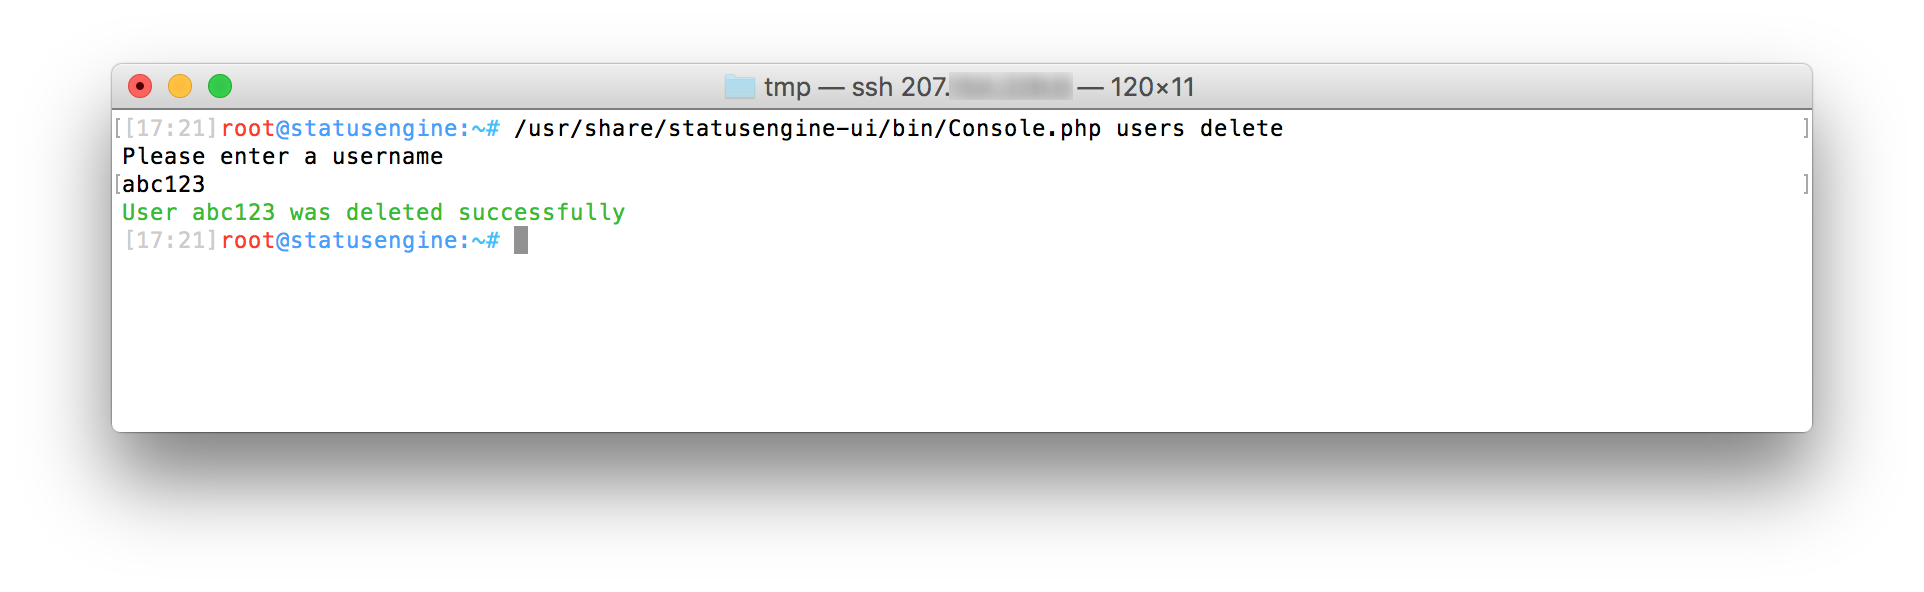 tmp — ssh 207. — 120×11
[[17:21]root@statusengine:~# /usr/share/statusengine-ui/bin/Console.php users delete ]
Please enter a username
[abc123 ]
User abc123 was deleted successfully
[17:21]root@statusengine:~#